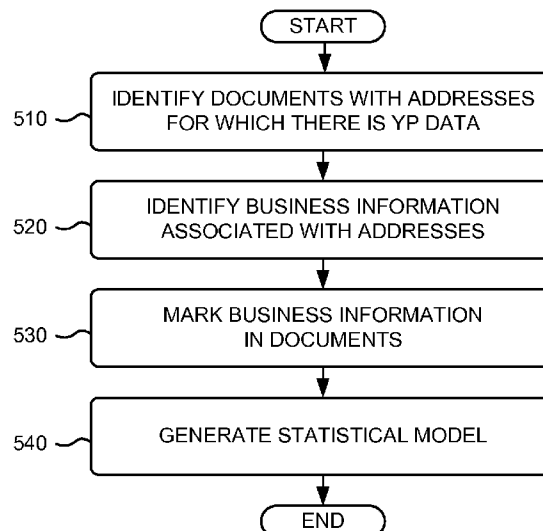 START
510
IDENTIFY DOCUMENTS WITH ADDRESSES
FOR WHICH THERE IS YP DATA
520
IDENTIFY BUSINESS INFORMATION
ASSOCIATED WITH ADDRESSES
530
MARK BUSINESS INFORMATION
IN DOCUMENTS
540
GENERATE STATISTICAL MODEL
END